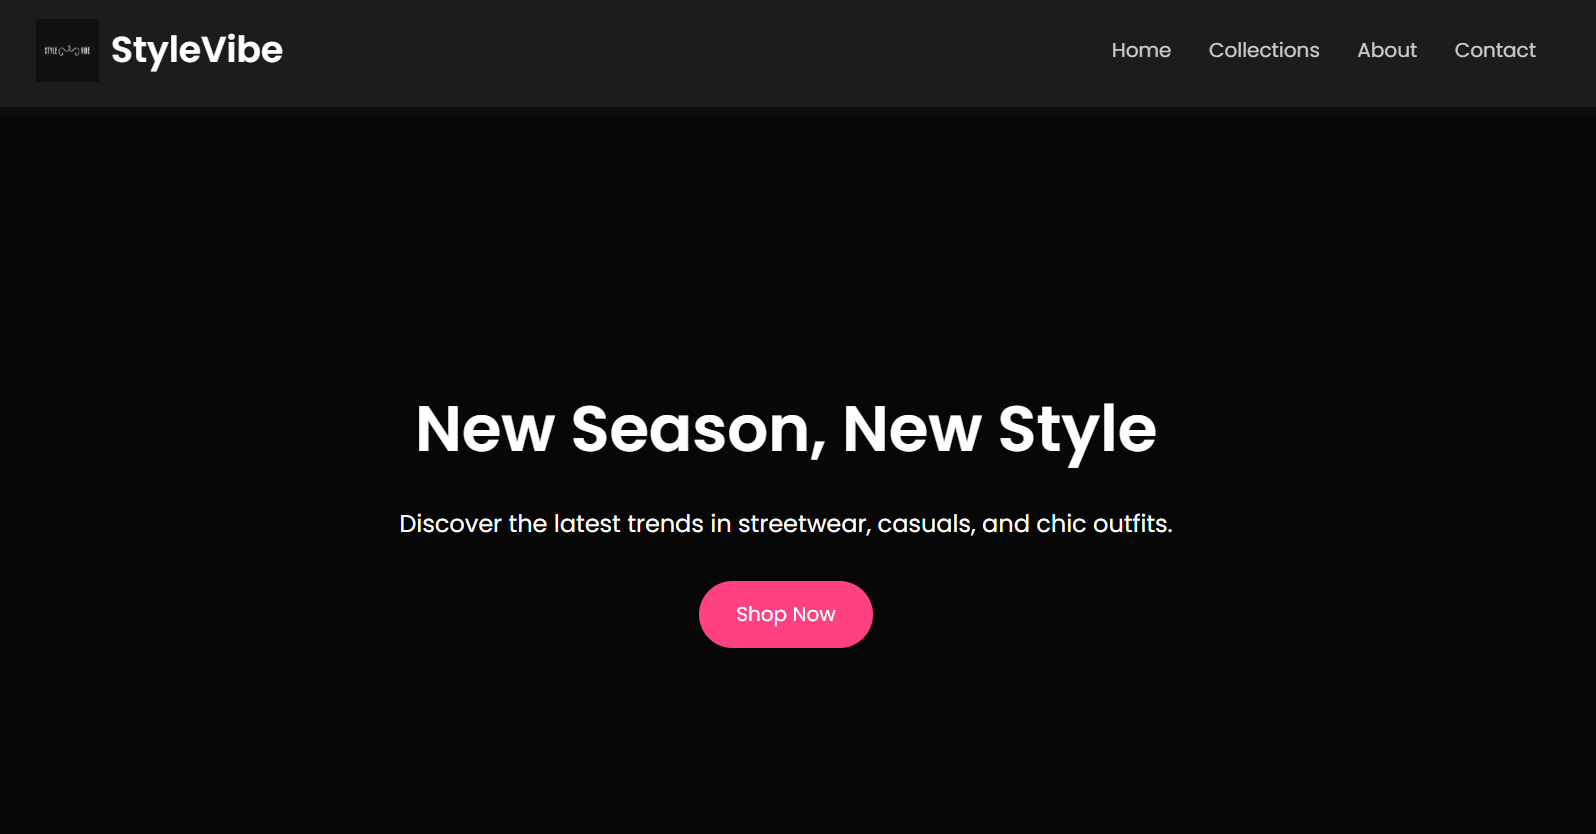 STYLE VIBE
StyleVibe
Home Collections About Contact
New Season, New Style
Discover the latest trends in streetwear, casuals, and chic outfits.
Shop Now